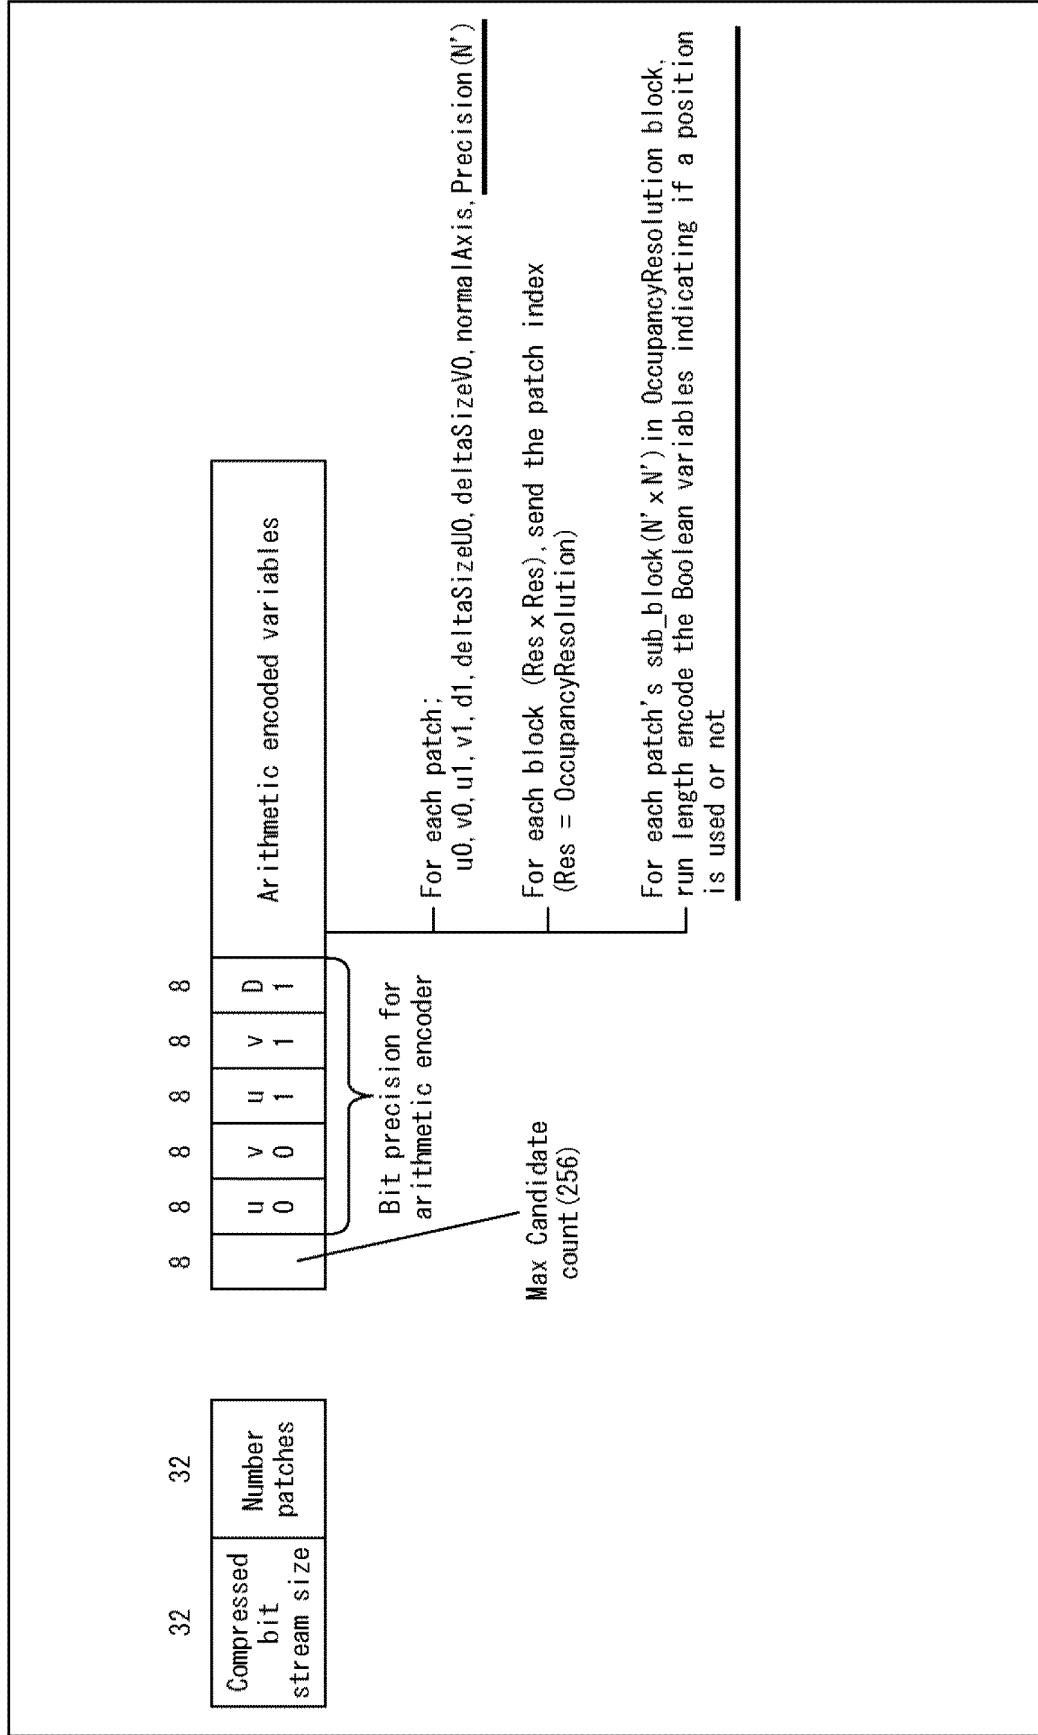 32
32
Compressed
bit
stream size
Number
patches
8
8
8
8
8
8
u
0
v
0
u
1
v
1
D
1
Arithmetic encoded variables
Bit precision for
arithmetic encoder
Max Candidate
count(256)
For each patch;
u0, v0, u1, v1, d1, deltaSizeU0, deltaSizeV0, normalAxis, Precision(N')
For each block (Res x Res), send the patch index
(Res = OccupancyResolution)
For each patch's sub_block(N' x N') in OccupancyResolution block,
run length encode the Boolean variables indicating if a position
is used or not